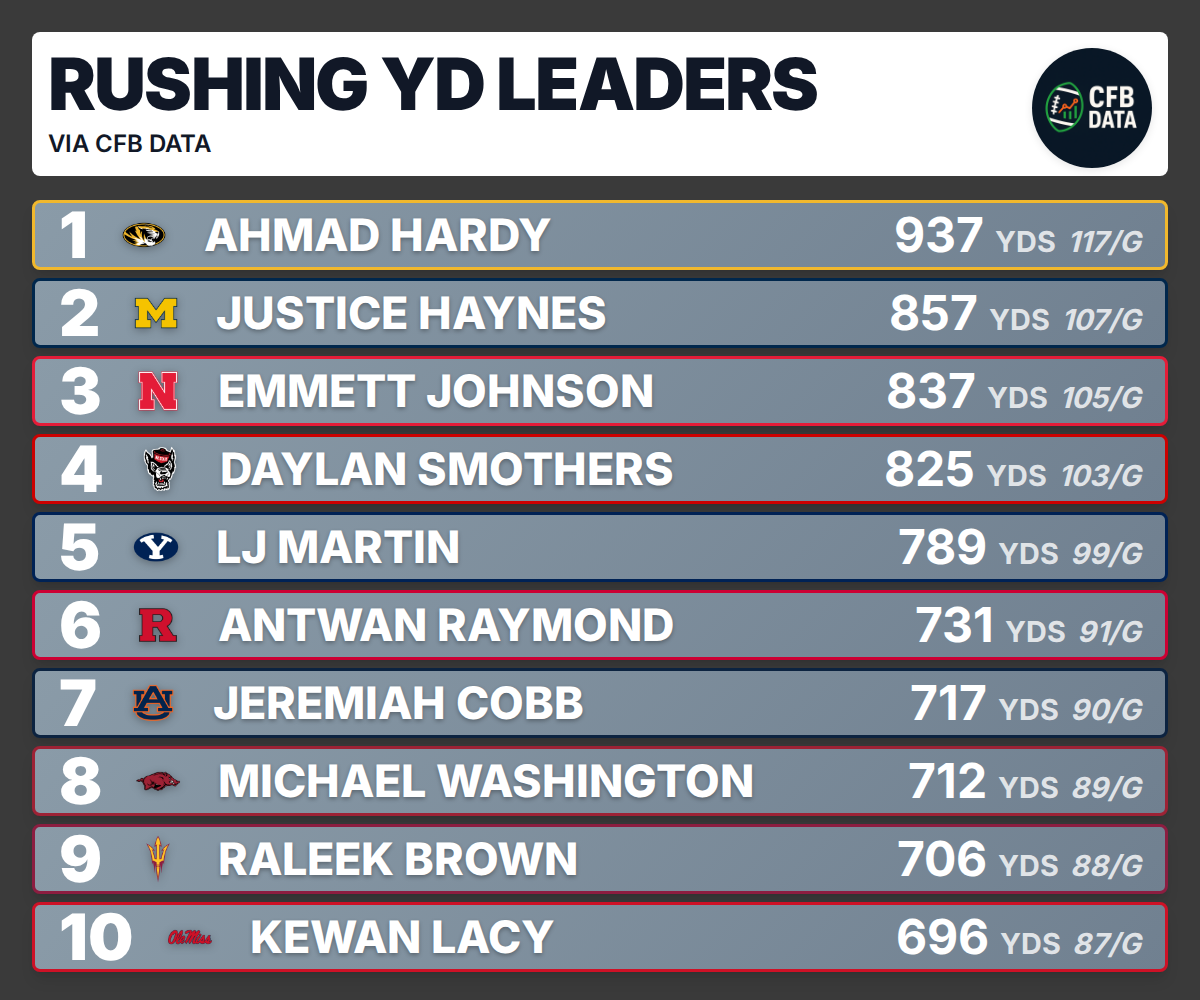 RUSHING YD LEADERS
VIA CFB DATA
CFB
DATA
1 AHMAD HARDY 937 YDS 117/G
2 M JUSTICE HAYNES 857 YDS 107/G
3 N EMMETT JOHNSON 837 YDS 105/G
4 DAYLAN SMOTHERS 825 YDS 103/G
5 Y LJ MARTIN 789 YDS 99/G
6 R ANTWAN RAYMOND 731 YDS 91/G
7 AU JEREMIAH COBB 717 YDS 90/G
8 MICHAEL WASHINGTON 712 YDS 89/G
9 RALEEK BROWN 706 YDS 88/G
10 Ole Miss KEWAN LACY 696 YDS 87/G